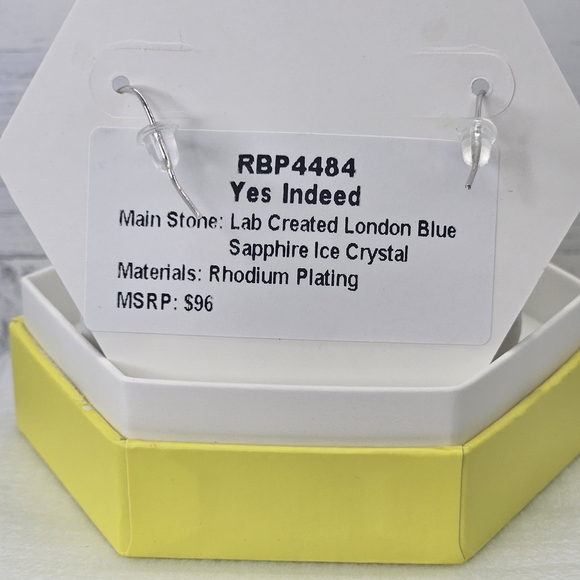 RBP4484
Yes Indeed
Main Stone: Lab Created London Blue
Sapphire Ice Crystal
Materials: Rhodium Plating
MSRP: $96